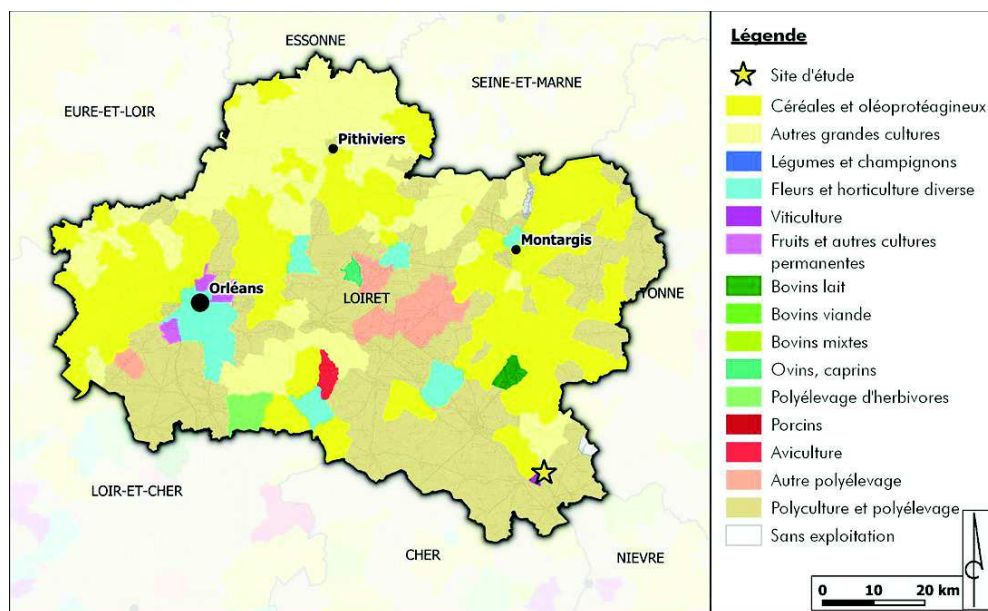 ESSONNE
SEINE-ET-MARNE
EURE-ET-LOIR
Pithiviers
Montargis
YONNE
Orléans
LOIRET
LOIR-ET-CHER
CHER
NIEVRE
Légende
Site d'étude
Céréales et oléoprotéagineux
Autres grandes cultures
Légumes et champignons
Fleurs et horticulture diverse
Viticulture
Fruits et autres cultures
permanentes
Bovins lait
Bovins viande
Bovins mixtes
Ovins, caprins
Polyélevage d'herbivores
Porcins
Aviculture
Autre polyélevage
Polyculture et polyélevage
Sans exploitation
0 10 20 km